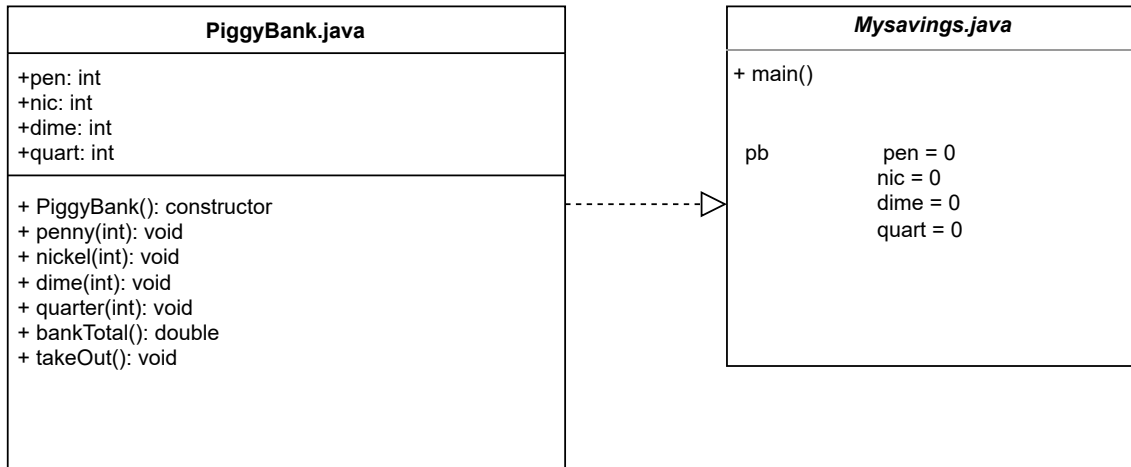 PiggyBank.java
+pen: int
+nic: int
+dime: int
+quart: int
+ PiggyBank(): constructor
+ penny(int): void
+ nickel(int): void
+ dime(int): void
+ quarter(int): void
+ bankTotal(): double
+ takeOut(): void
Mysavings.java
+ main()
pb pen = 0
nic = 0
dime = 0
quart = 0